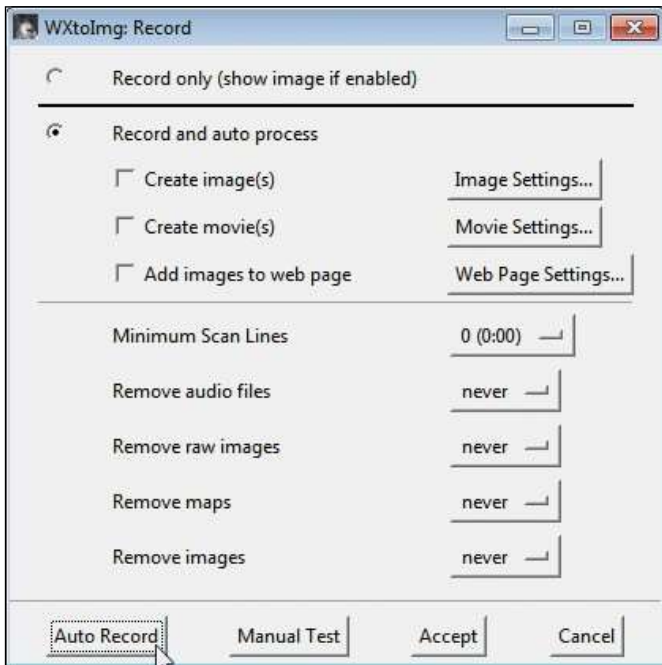 WXtoImg: Record
Record only (show image if enabled)
Record and auto process
Create image(s) Image Settings...
Create movie(s) Movie Settings...
Add images to web page Web Page Settings...
Minimum Scan Lines 0 (0:00)
Remove audio files never
Remove raw images never
Remove maps never
Remove images never
Auto Record Manual Test Accept Cancel